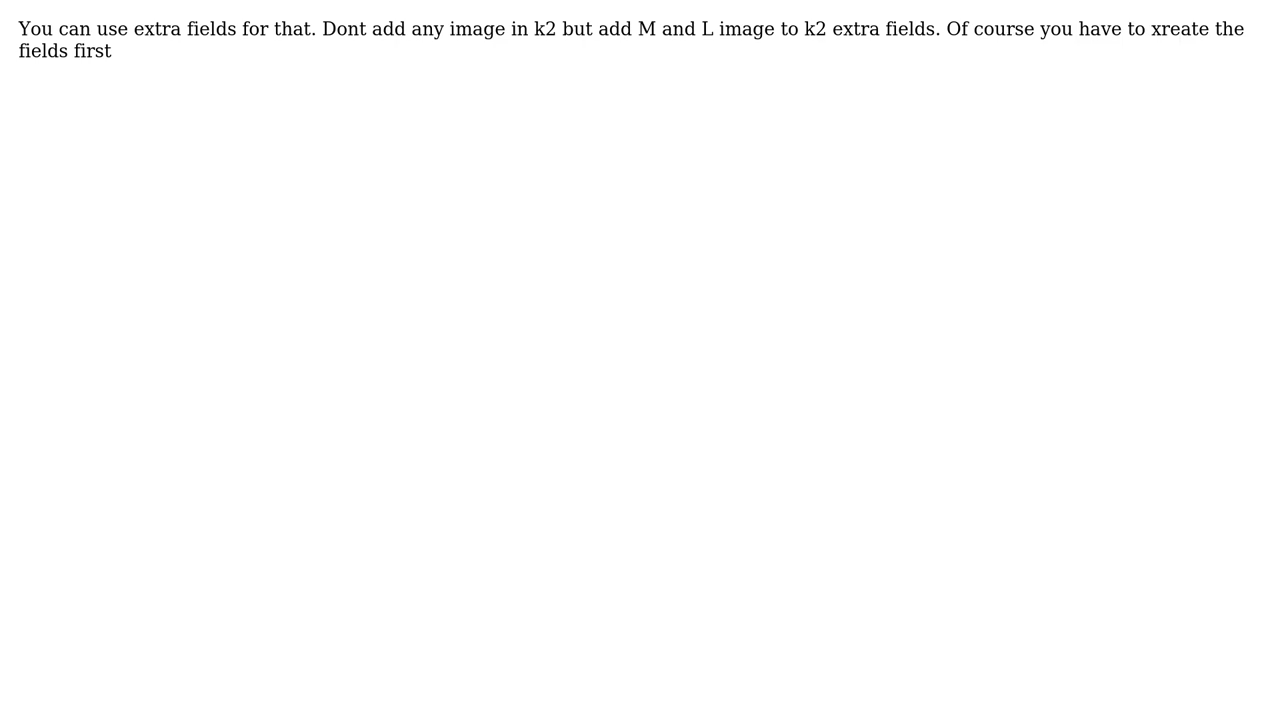 You can use extra fields for that. Dont add any image in k2 but add M and L image to k2 extra fields. Of course you have to xreate the
fields first